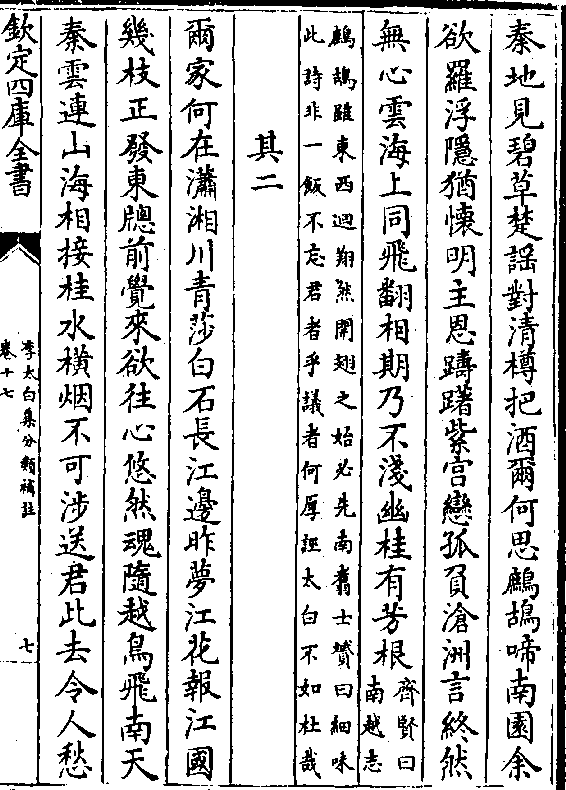 秦地見碧草楚謡對清樽把酒爾何思鷓鴣啼南園余
欲羅浮隱猶懷明主恩躊躇紫宮戀孤負滄洲言終然
無心雲海上同飛翻相期乃不淺幽桂有芳根齊賢曰南越志
鷓鴣雖東西迴翔然開翅之始必先南翥士贇曰細味
此詩非一飯不忘君者乎議者何厚誣太白不如杜哉
其二
爾家何在瀟湘川青莎白石長江邊昨夢江花報江國
幾枝正發東牕前覺來欲往心悠然魂隨越鳥飛南天
秦雲連山海相接桂水橫烟不可涉送君此去令人愁
欽定四庫全書
李太白集分類補註
卷十七
七